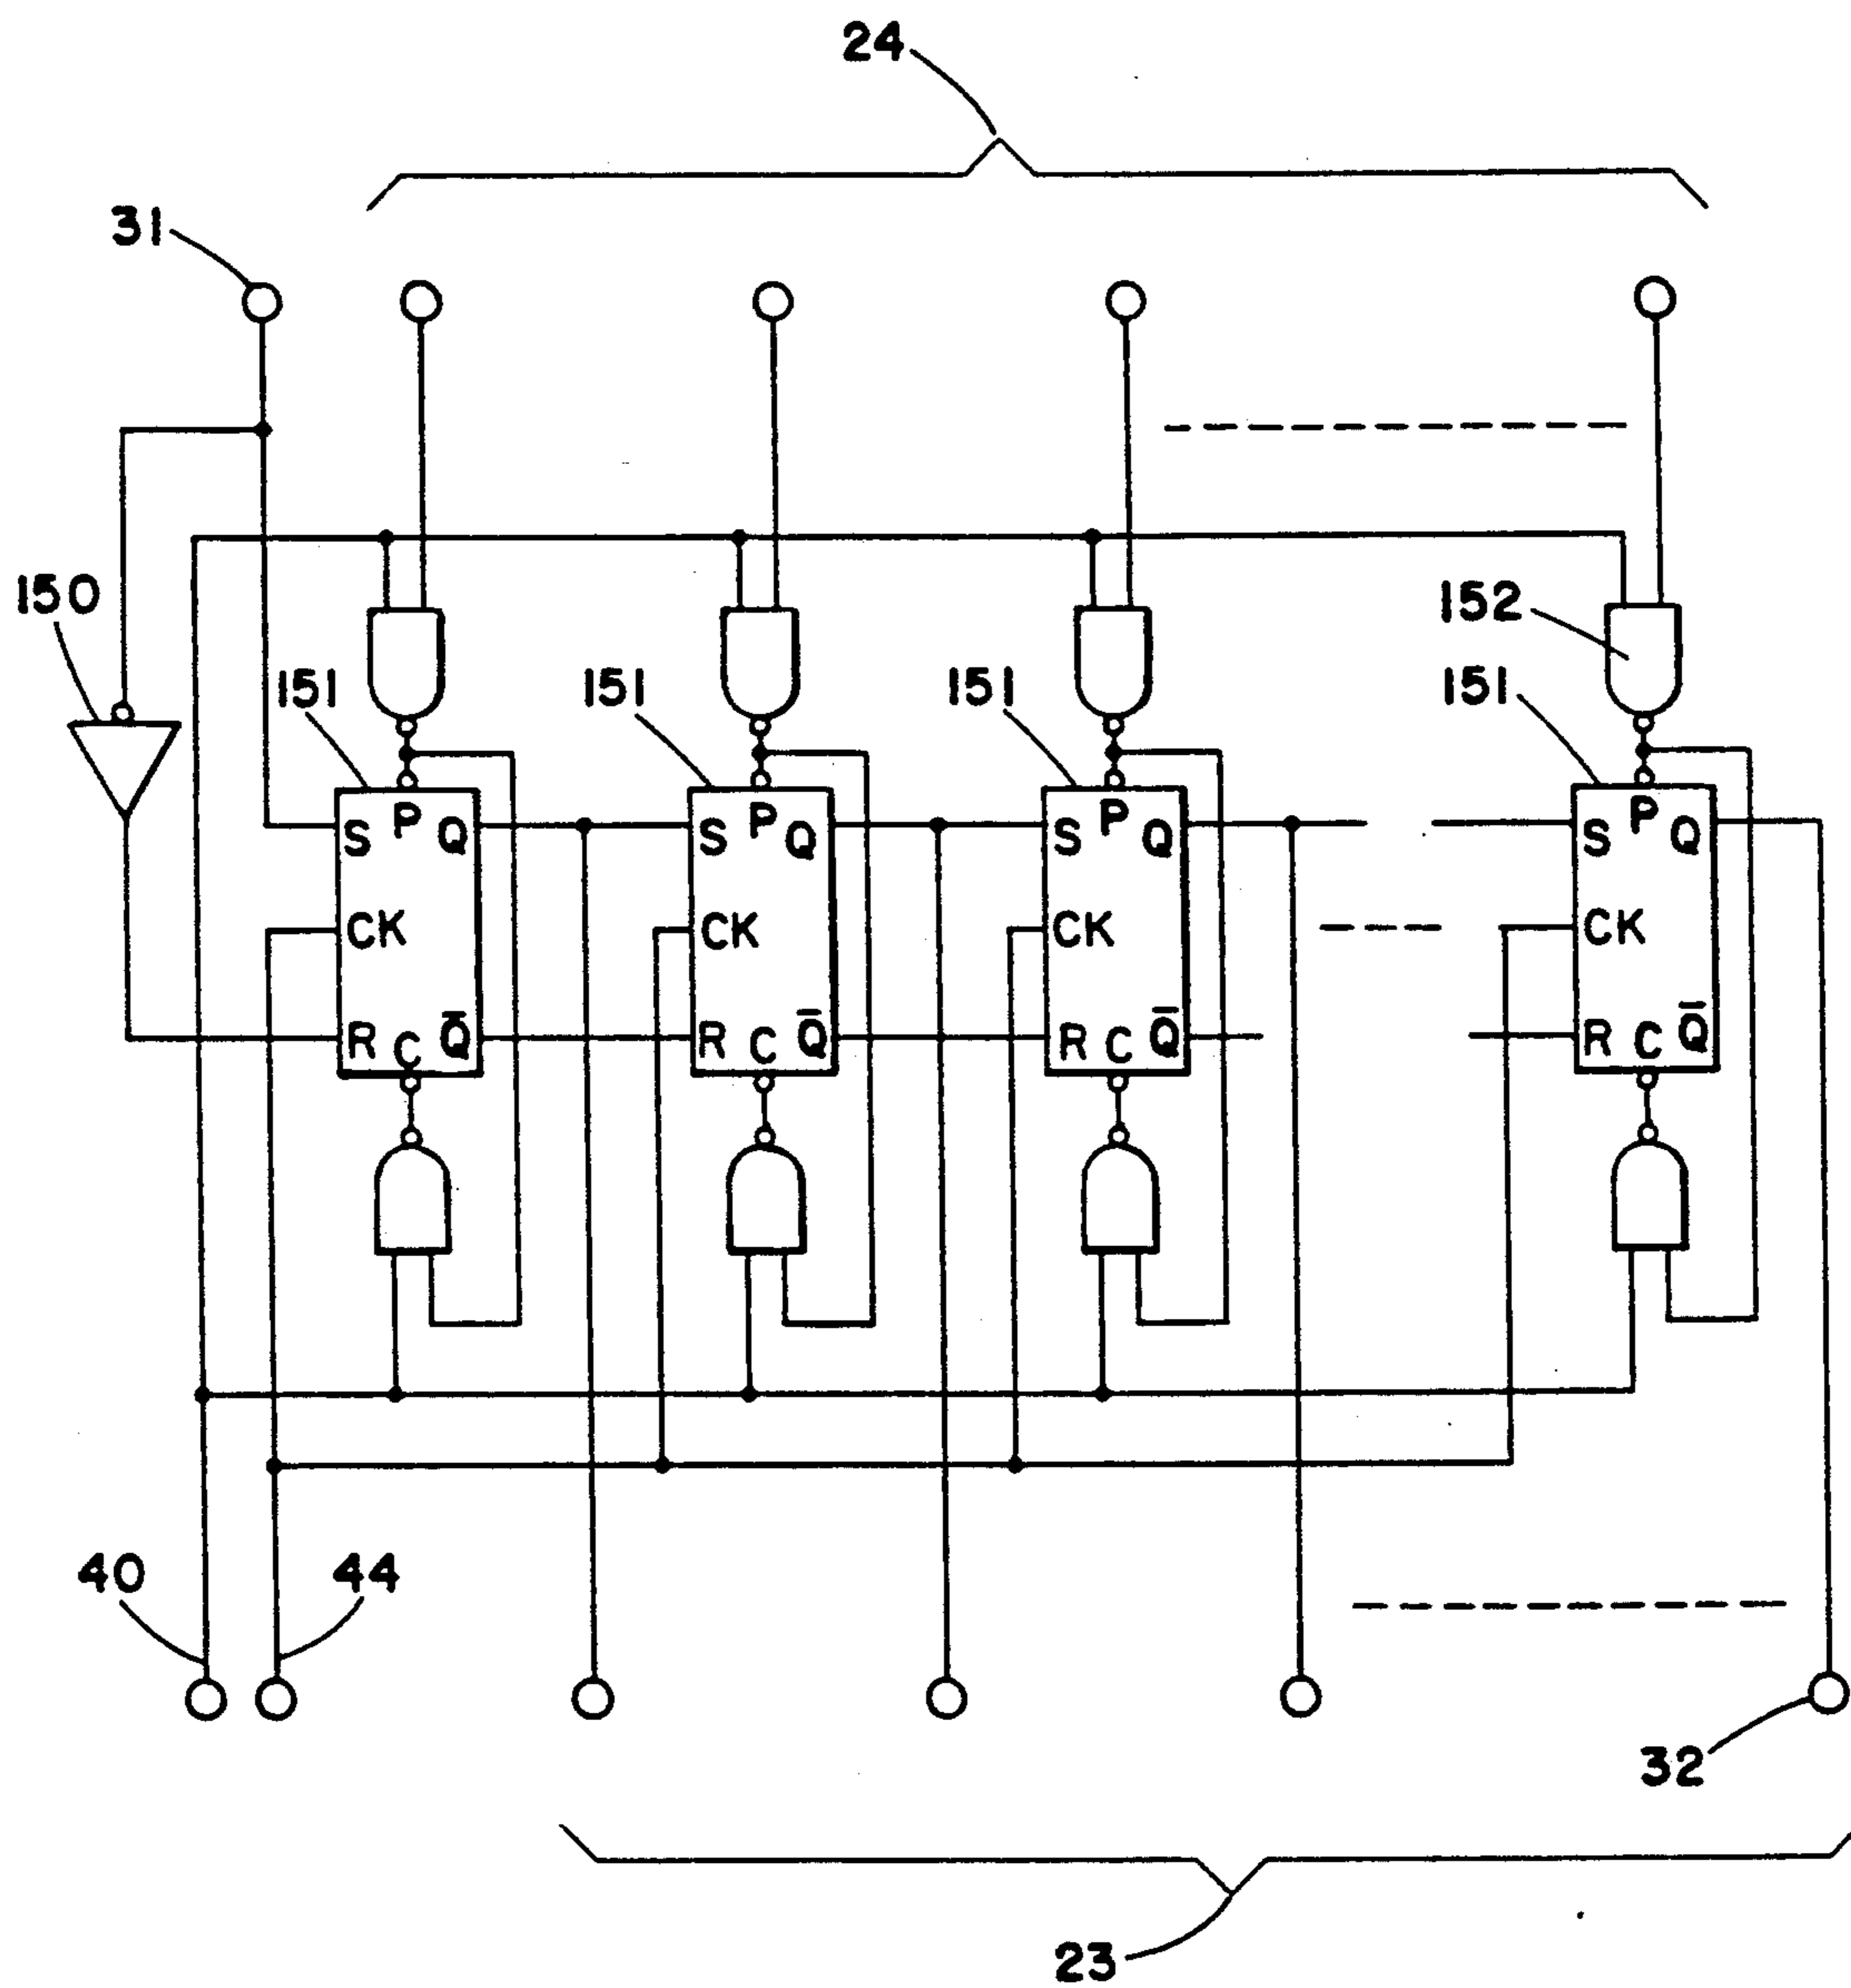 24
31
150
152
151 151 151 151
S P Q S P Q S P Q S P Q
CK CK CK CK
R C Q̅ R C Q̅ R C Q̅ R C Q̅
40 44
32
23